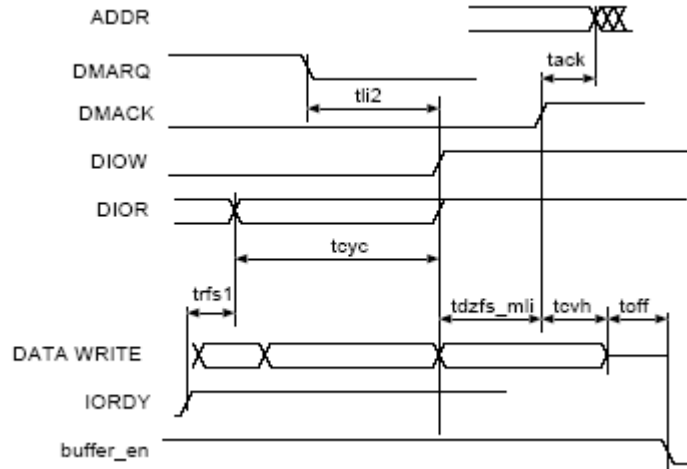 ADDR
tack
DMARQ
tli2
DMACK
DIOW
DIOR
tcyc
trfs1
tdzfs_mli tcvh toff
DATA WRITE
IORDY
buffer_en